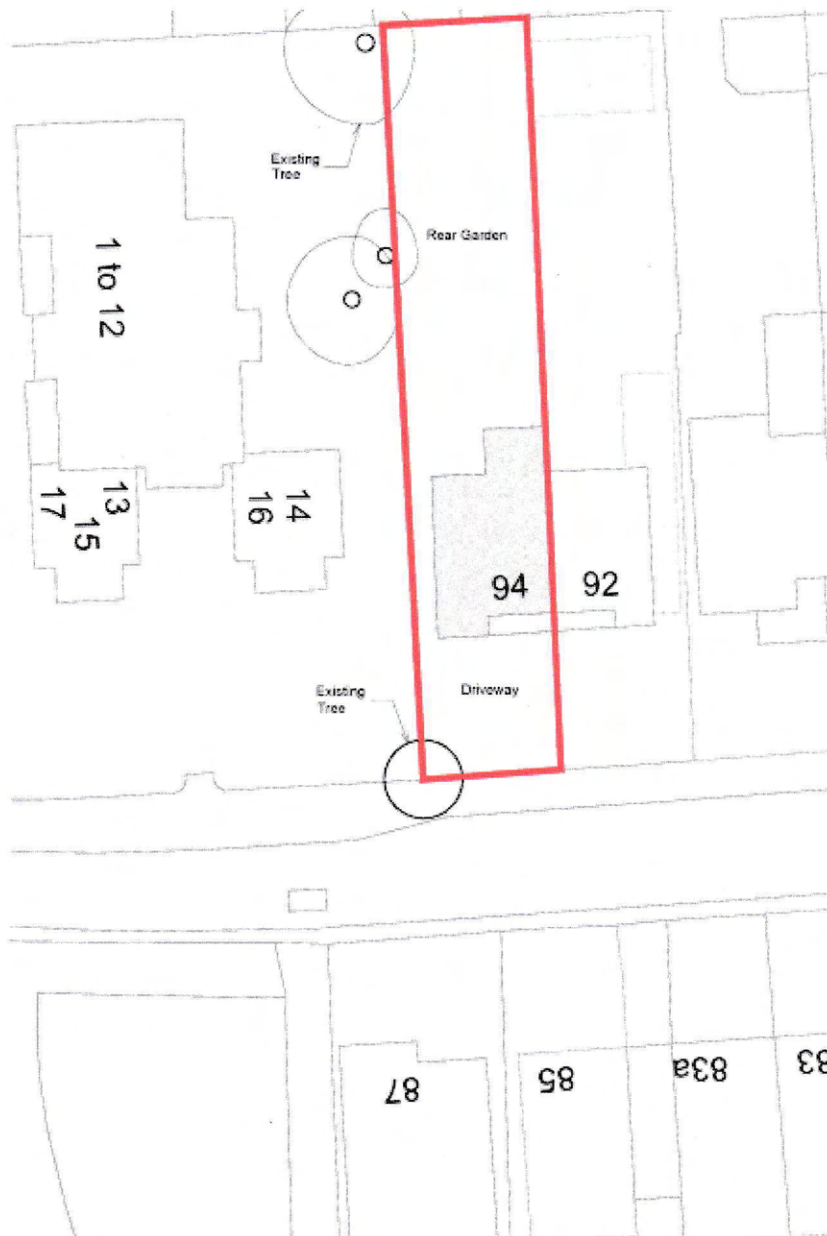 Existing
Tree
Rear Garden
1 to 12
13
15
17
14
16
94
92
Existing
Tree
Driveway
87
85
83a
83